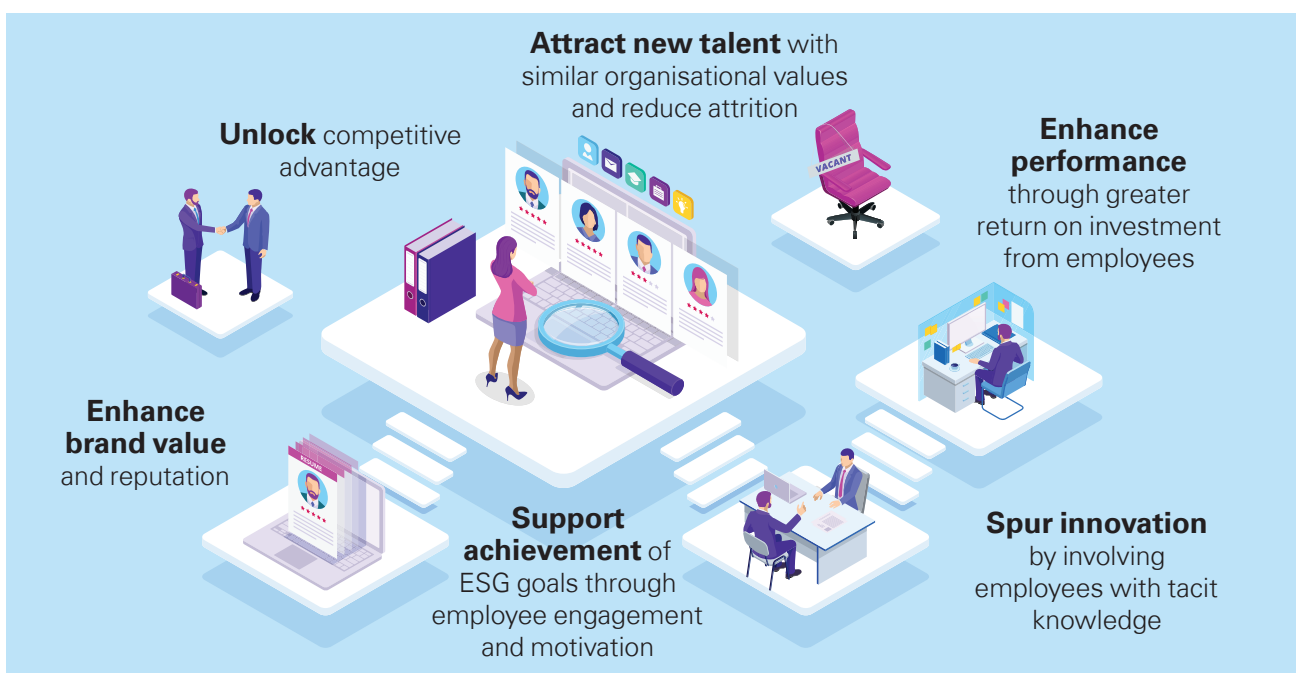 Attract new talent with
similar organisational values
and reduce attrition
Unlock competitive
advantage
VACANT
Enhance
performance
through greater
return on investment
from employees
Enhance
brand value
and reputation
RESUME
Support
achievement of
ESG goals through
employee engagement
and motivation
Spur innovation
by involving
employees with tacit
knowledge